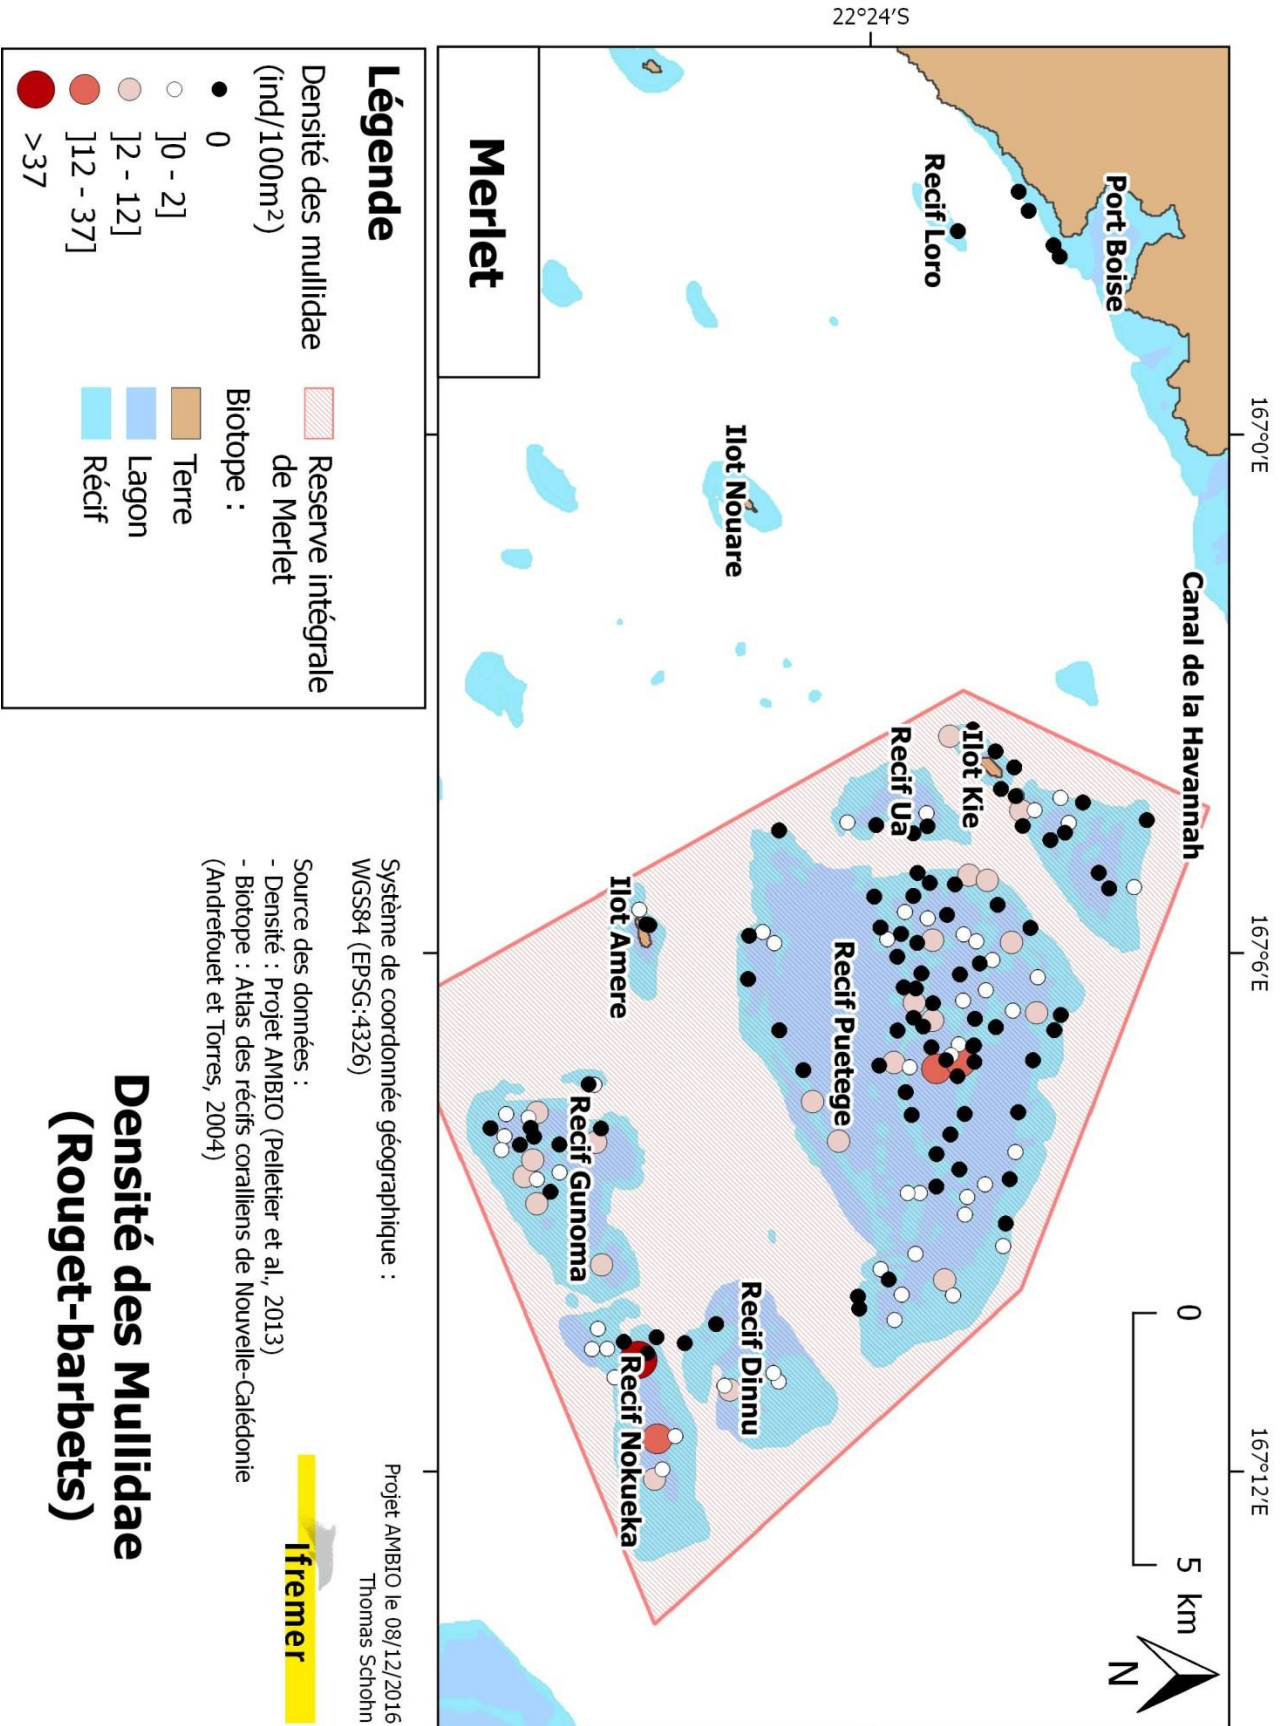 167°0'E
167°6'E
167°12'E
22°24'S
Canal de la Havannah
Port Boise
Recif Loro
Ilot Nouare
Ilot Kie
Recif Ua
Recif Puetege
Ilot Amere
Recif Gunoma
Recif Dinnu
Recif Nokueka
0 5 km
N
Merlet
Légende
Densité des mullidae
(ind/100m²)
0
]0 - 2]
]2 - 12]
]12 - 37]
>37
Reserve intégrale
de Merlet
Biotope :
Terre
Lagon
Récif
Système de coordonnée géographique :
WGS84 (EPSG:4326)
Source des données :
- Densité : Projet AMBIO (Pelletier et al., 2013)
- Biotope : Atlas des récifs coralliens de Nouvelle-Calédonie
(Andrefouet et Torres, 2004)
Projet AMBIO le 08/12/2016
Thomas Schohn
Ifremer
Densité des Mullidae
(Rouget-barbets)